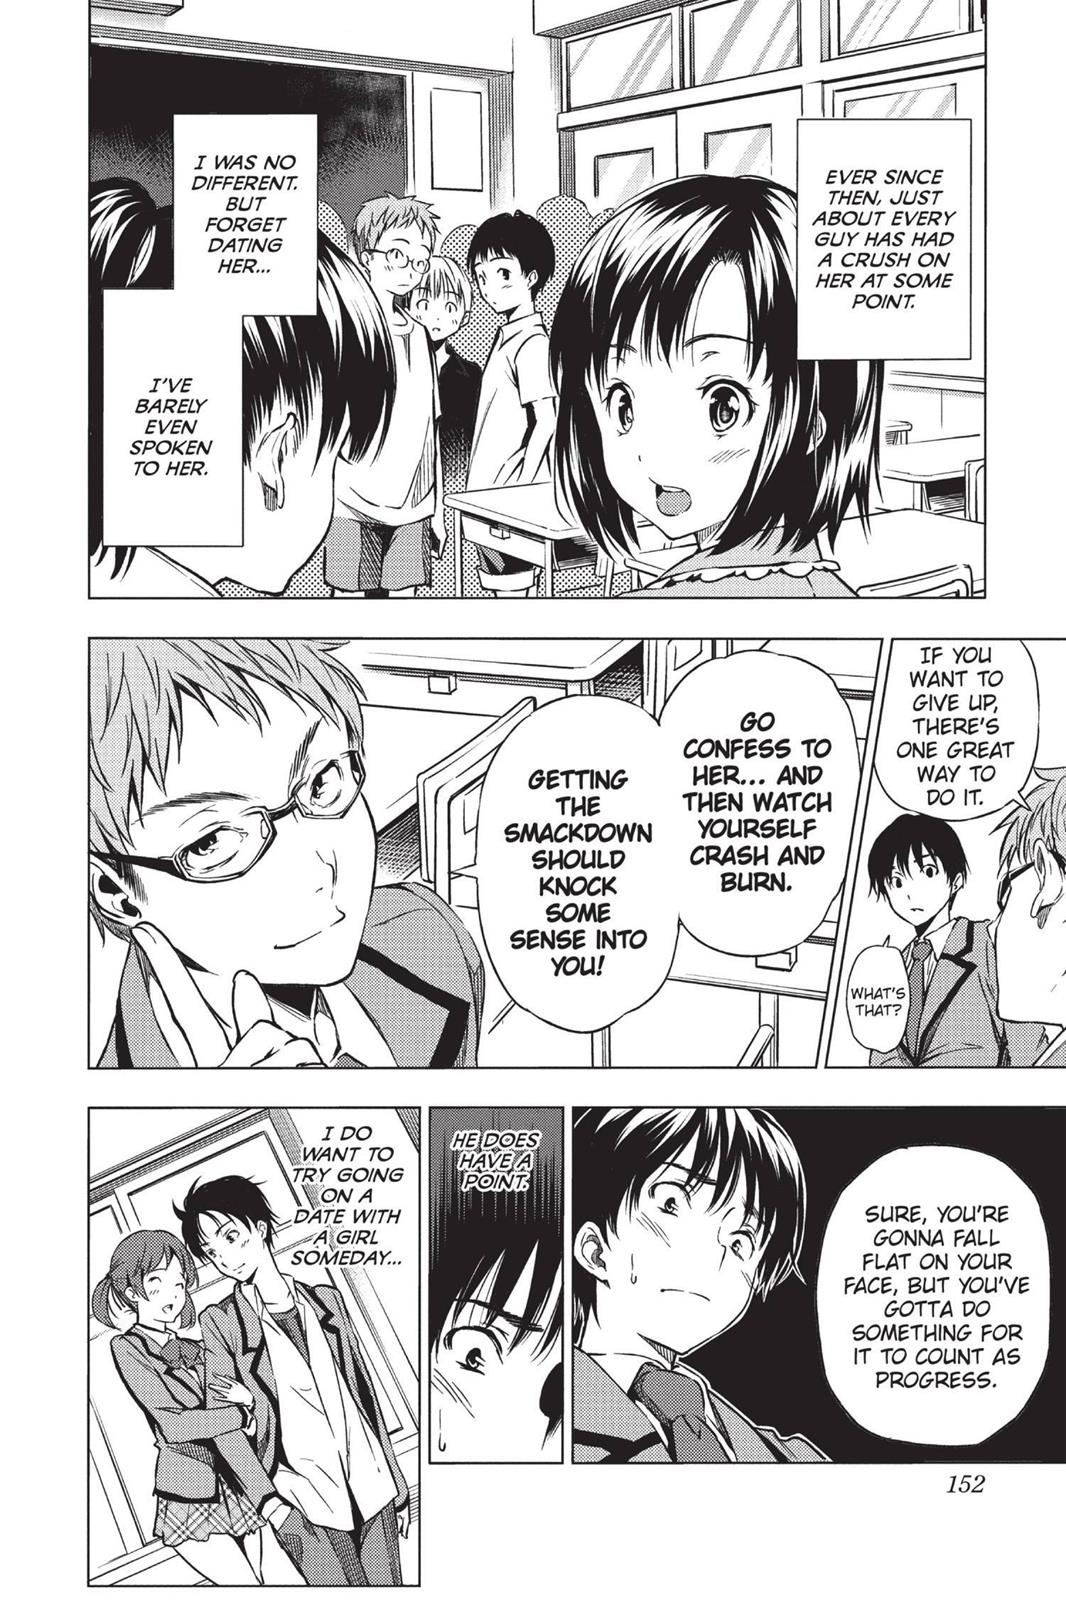 EVER SINCE
THEN, JUST
ABOUT EVERY
GUY HAS HAD
A CRUSH ON
HER AT SOME
POINT.
I WAS NO
DIFFERENT.
BUT
FORGET
DATING
HER...
I'VE
BARELY
EVEN
SPOKEN
TO HER.
IF YOU
WANT TO
GIVE UP,
THERE'S
ONE GREAT
WAY TO
DO IT.
WHAT'S
THAT?
GO
CONFESS TO
HER... AND
THEN WATCH
YOURSELF
CRASH AND
BURN.
GETTING
THE
SMACKDOWN
SHOULD
KNOCK
SOME
SENSE INTO
YOU!
SURE, YOU'RE
GONNA FALL
FLAT ON YOUR
FACE, BUT YOU'VE
GOTTA DO
SOMETHING FOR
IT TO COUNT AS
PROGRESS.
HE DOES
HAVE A
POINT.
I DO
WANT TO
TRY GOING
ON A
DATE WITH
A GIRL
SOMEDAY...
152